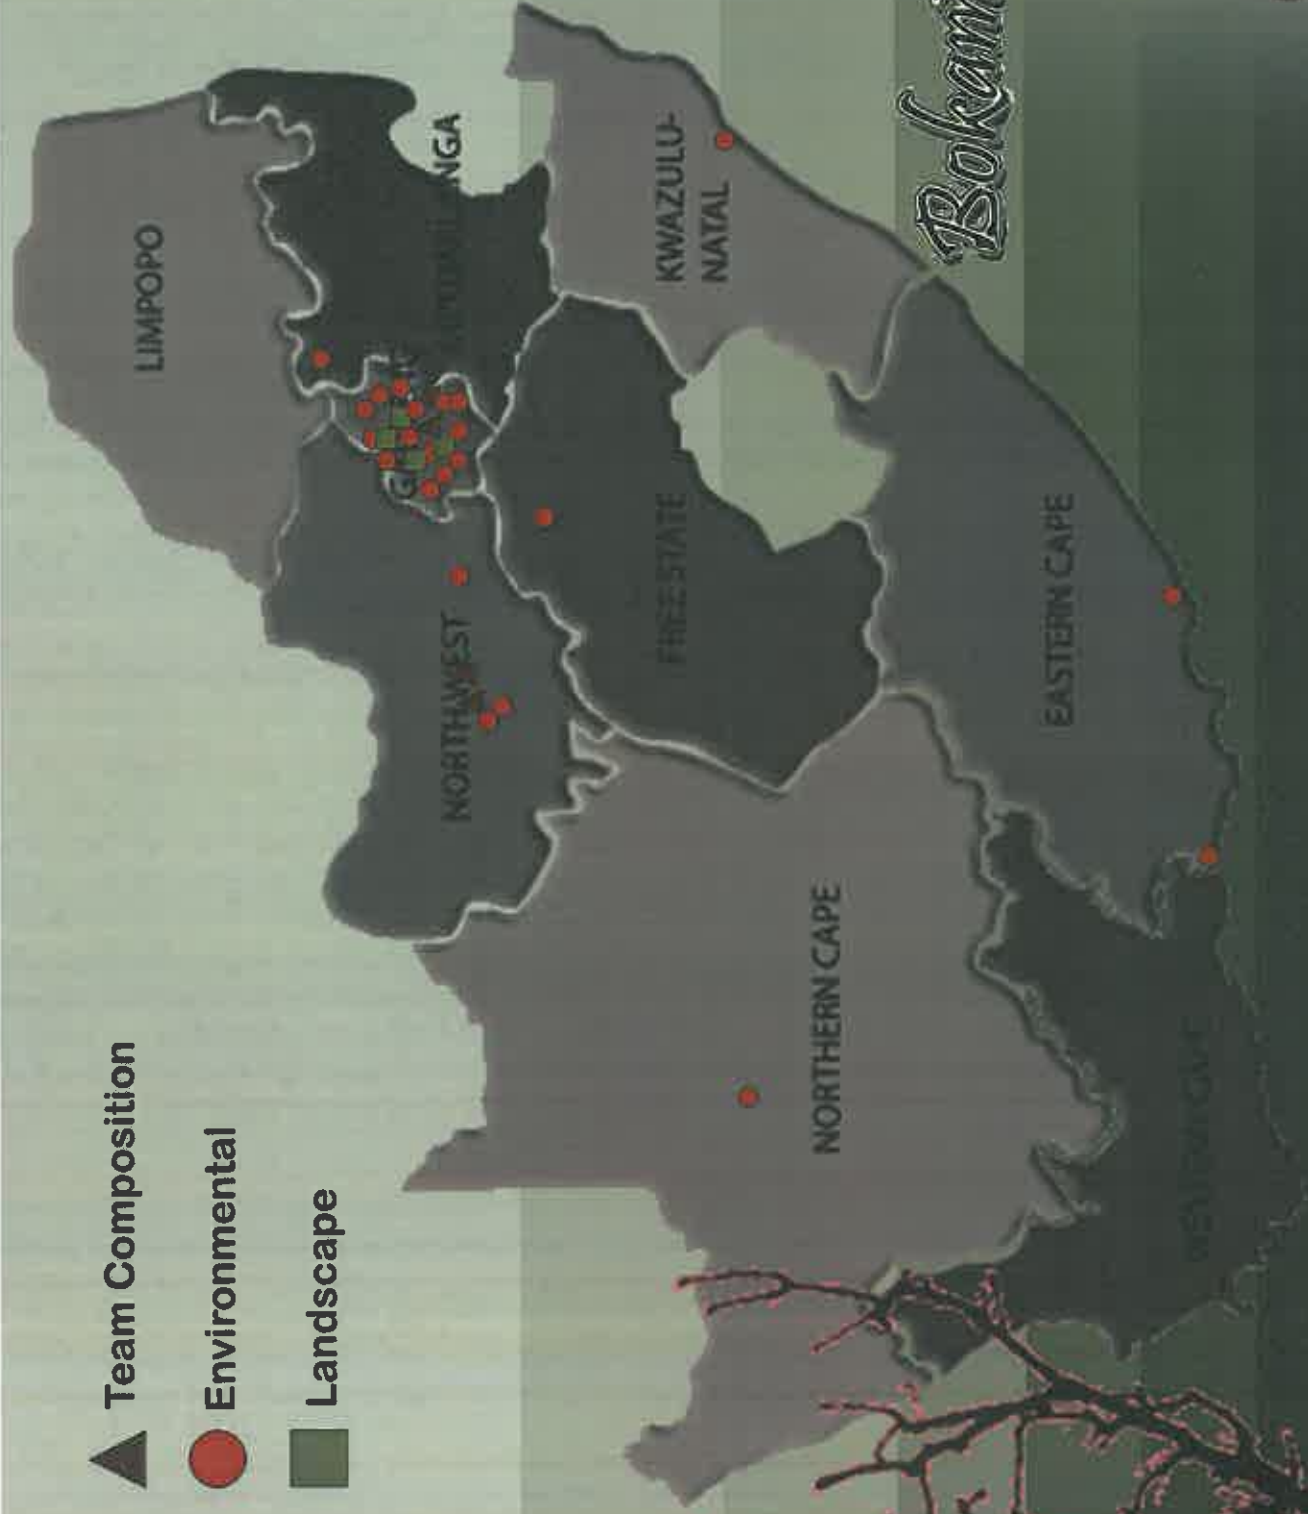 Team Composition
Environmental
Landscape
LIMPOPO
NORTHWEST
FREESTATE
KWAZULU-
NATAL
NORTHERN CAPE
EASTERN CAPE